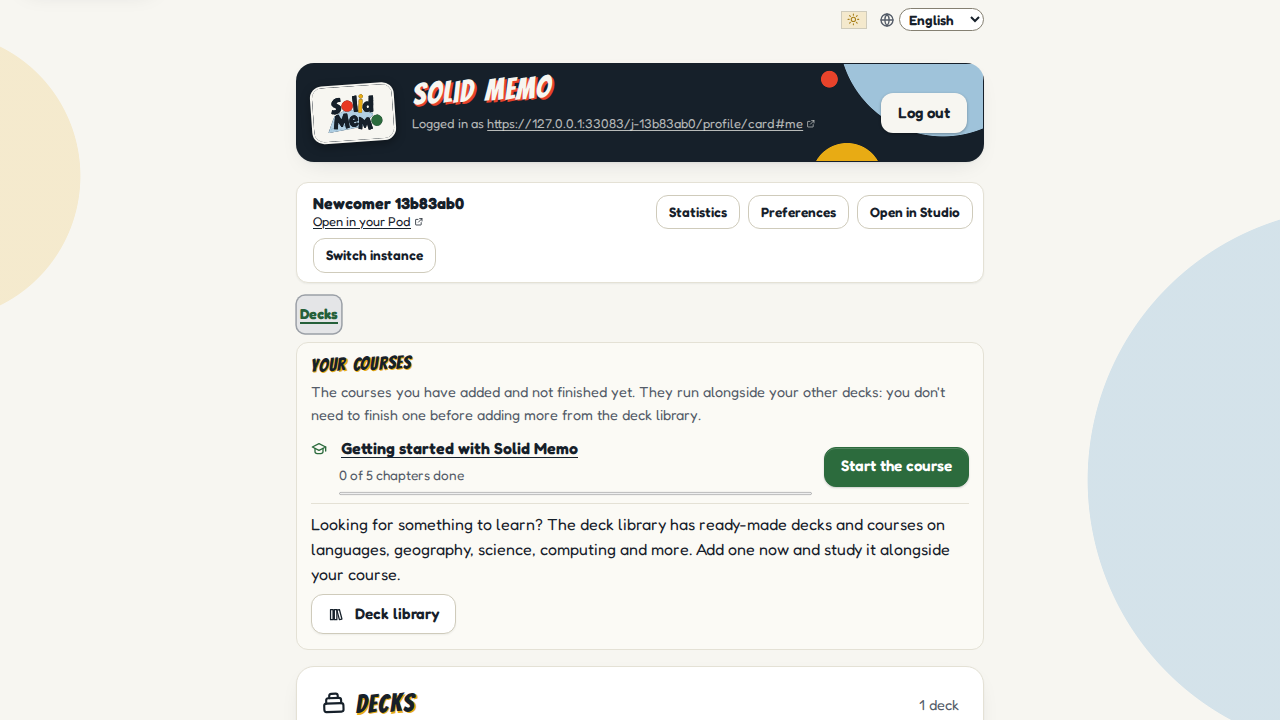 English
Solid Memo
SOLID MEMO
Logged in as https://127.0.0.1:33083/j-13b83ab0/profile/card#me
Log out
Newcomer 13b83ab0
Open in your Pod
Statistics
Preferences
Open in Studio
Switch instance
Decks
YOUR COURSES
The courses you have added and not finished yet. They run alongside your other decks: you don't
need to finish one before adding more from the deck library.
Getting started with Solid Memo
0 of 5 chapters done
Start the course
Looking for something to learn? The deck library has ready-made decks and courses on
languages, geography, science, computing and more. Add one now and study it alongside
your course.
Deck library
DECKS
1 deck